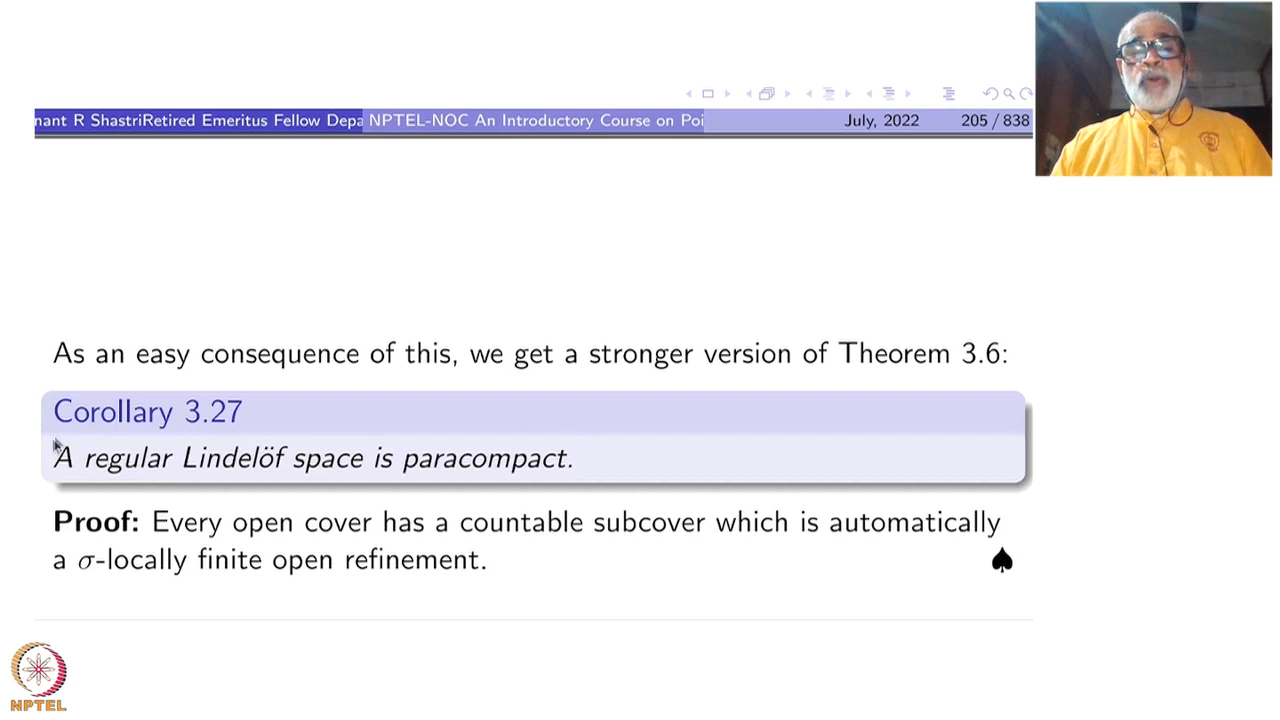 nant R ShastriRetired Emeritus Fellow Depa NPTEL-NOC An Introductory Course on Poi July, 2022 205 / 838
As an easy consequence of this, we get a stronger version of Theorem 3.6:
Corollary 3.27
A regular Lindelöf space is paracompact.
Proof: Every open cover has a countable subcover which is automatically
a σ-locally finite open refinement. ♠
NPTEL